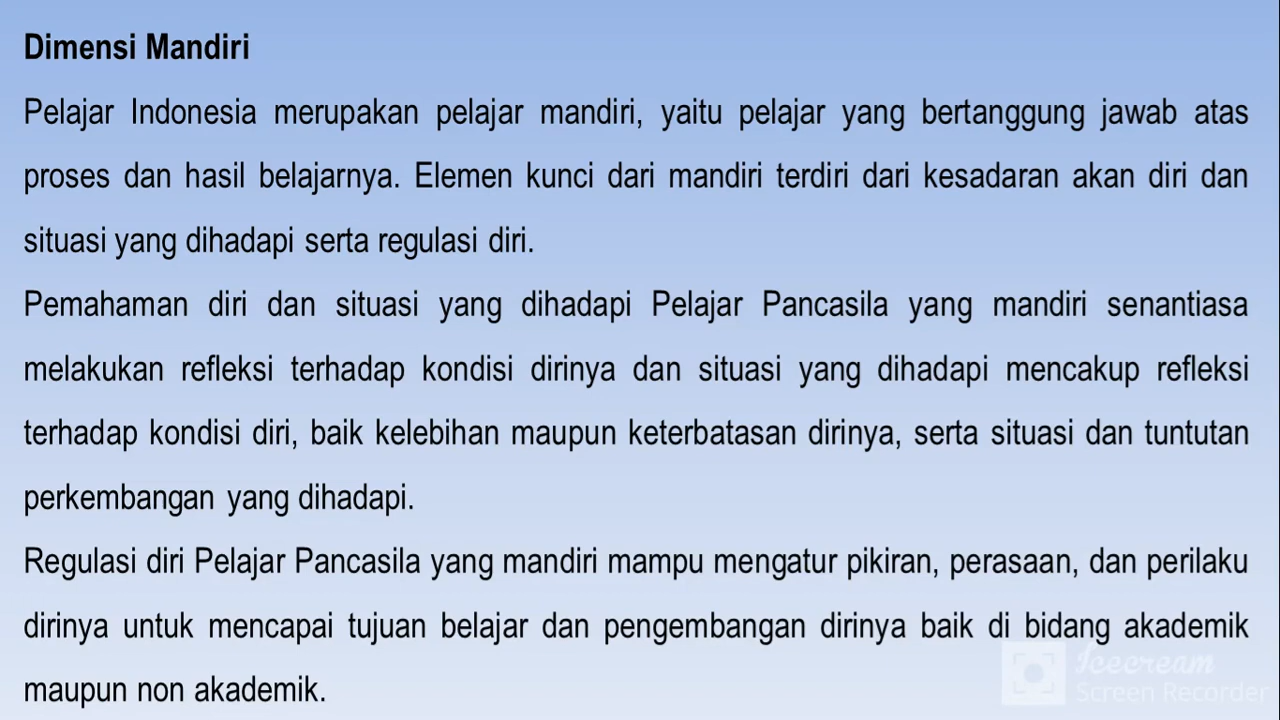 Dimensi Mandiri
Pelajar Indonesia merupakan pelajar mandiri, yaitu pelajar yang bertanggung jawab atas
proses dan hasil belajarnya. Elemen kunci dari mandiri terdiri dari kesadaran akan diri dan
situasi yang dihadapi serta regulasi diri.
Pemahaman diri dan situasi yang dihadapi Pelajar Pancasila yang mandiri senantiasa
melakukan refleksi terhadap kondisi dirinya dan situasi yang dihadapi mencakup refleksi
terhadap kondisi diri, baik kelebihan maupun keterbatasan dirinya, serta situasi dan tuntutan
perkembangan yang dihadapi.
Regulasi diri Pelajar Pancasila yang mandiri mampu mengatur pikiran, perasaan, dan perilaku
dirinya untuk mencapai tujuan belajar dan pengembangan dirinya baik di bidang akademik
maupun non akademik.
Icecream
Screen Recorder